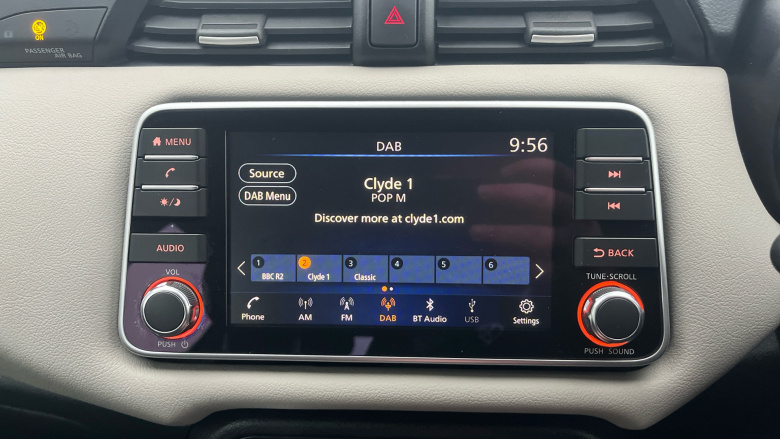 ON
PASSENGER
AIR BAG
MENU
DAB
9:56
Source
DAB Menu
Clyde 1
POP M
Discover more at clyde1.com
AUDIO
BACK
VOL
TUNE·SCROLL
1 BBC R2
2 Clyde 1
3 Classic
4
5
6
Phone
AM
FM
DAB
BT Audio
USB
Settings
PUSH
PUSH SOUND